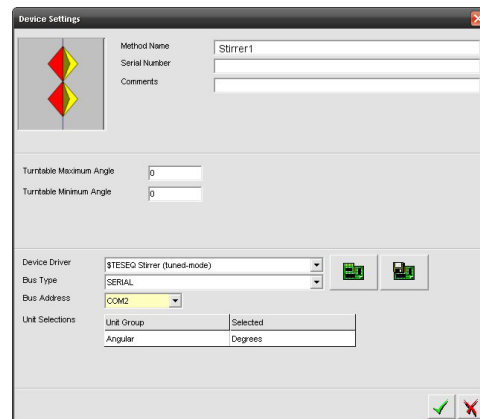 Device Settings
Method Name Stirrer1
Serial Number
Comments
Turntable Maximum Angle 0
Turntable Minimum Angle 0
Device Driver $TESEQ Stirrer (tuned-mode)
Bus Type SERIAL
Bus Address COM2
Unit Selections Unit Group Selected
Angular Degrees